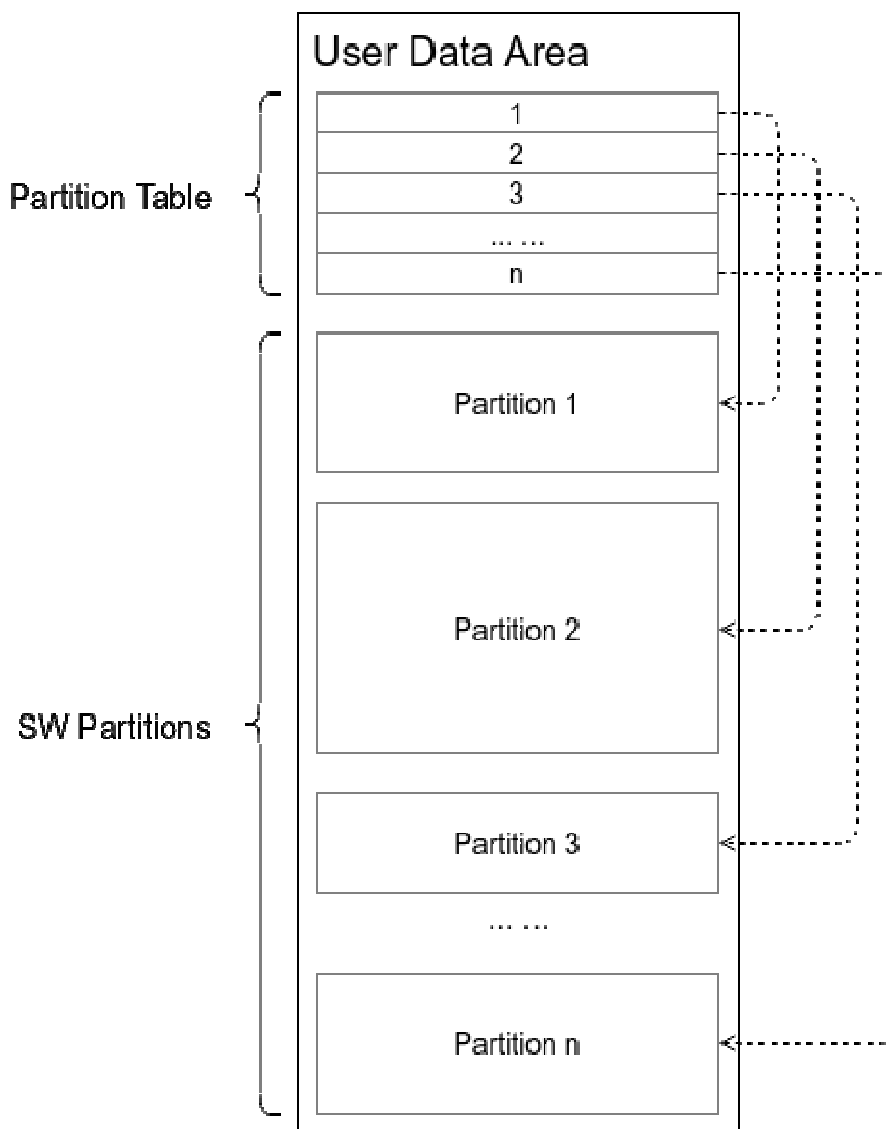 User Data Area
Partition Table
1
2
3
... ...
n
SW Partitions
Partition 1
Partition 2
Partition 3
... ...
Partition n